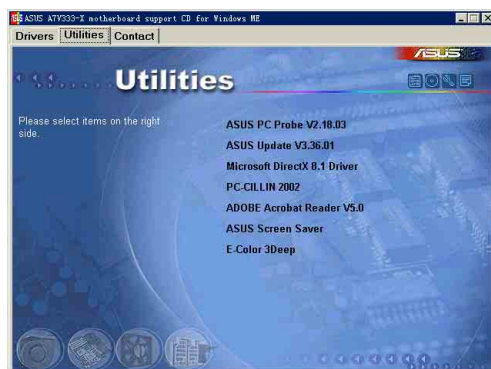 ASUS A7V333-X motherboard support CD for Windows ME
Drivers
Utilities
Contact
ASUS
Utilities
Please select items on the right
side.
ASUS PC Probe V2.18.03
ASUS Update V3.36.01
Microsoft DirectX 8.1 Driver
PC-CILLIN 2002
ADOBE Acrobat Reader V5.0
ASUS Screen Saver
E-Color 3Deep